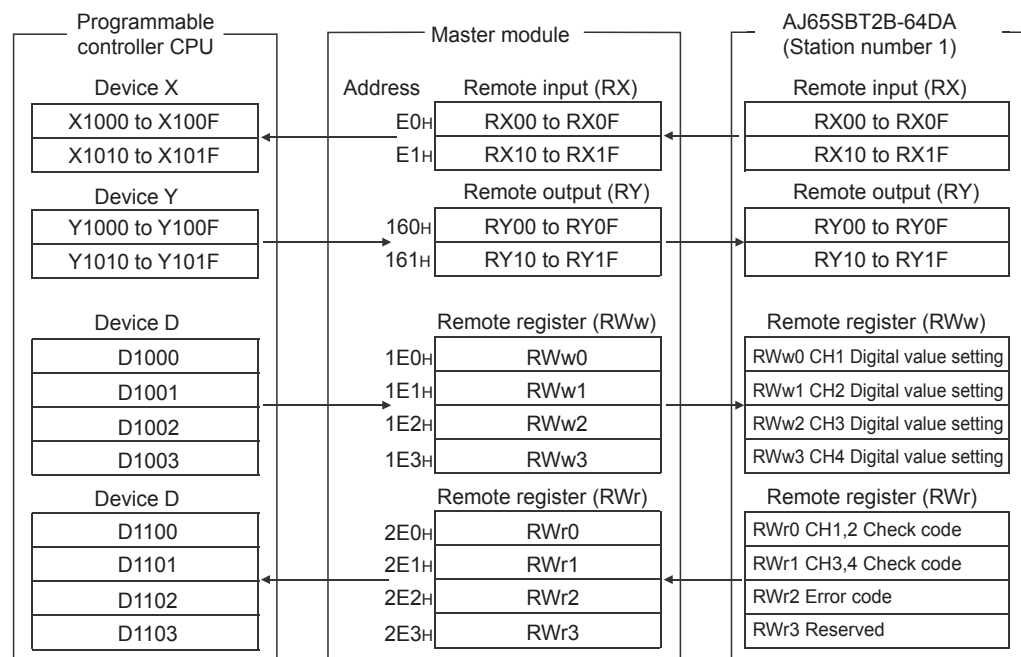 Programmable
controller CPU
Master module
AJ65SBT2B-64DA
(Station number 1)
Device X
Address
Remote input (RX)
Remote input (RX)
X1000 to X100F
E0H
RX00 to RX0F
RX00 to RX0F
X1010 to X101F
E1H
RX10 to RX1F
RX10 to RX1F
Device Y
Remote output (RY)
Remote output (RY)
Y1000 to Y100F
160H
RY00 to RY0F
RY00 to RY0F
Y1010 to Y101F
161H
RY10 to RY1F
RY10 to RY1F
Device D
Remote register (RWw)
Remote register (RWw)
D1000
1E0H
RWw0
RWw0 CH1 Digital value setting
D1001
1E1H
RWw1
RWw1 CH2 Digital value setting
D1002
1E2H
RWw2
RWw2 CH3 Digital value setting
D1003
1E3H
RWw3
RWw3 CH4 Digital value setting
Device D
Remote register (RWr)
Remote register (RWr)
D1100
2E0H
RWr0
RWr0 CH1,2 Check code
D1101
2E1H
RWr1
RWr1 CH3,4 Check code
D1102
2E2H
RWr2
RWr2 Error code
D1103
2E3H
RWr3
RWr3 Reserved